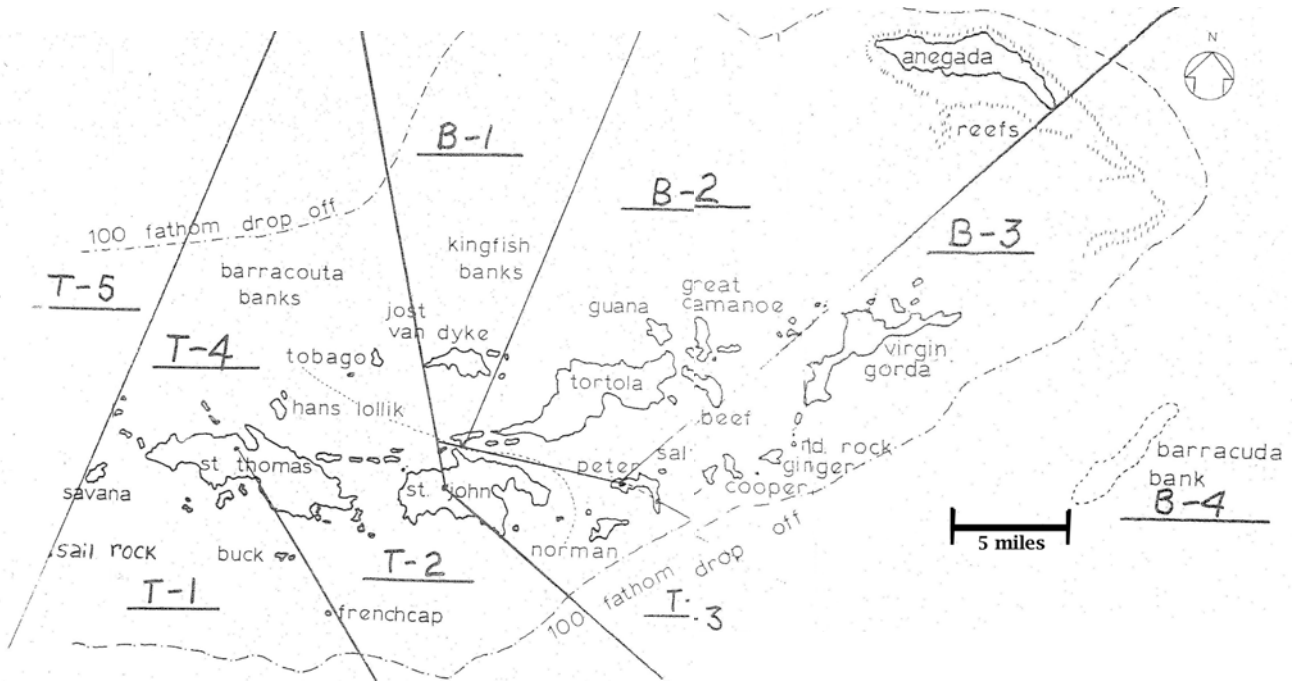 N
anegada
reefs
B-1
B-2
B-3
100 fathom drop off
kingfish
banks
barracouta
banks
T-5
great
camanoe
guana
jost
van dyke
T-4
tobago
virgin
gorda
tortola
hans lollik
beef
st thomas
sal
rock
peter
ginger
barracuda
bank
savana
st. john
cooper
B-4
norman
5 miles
sail rock
buck
T-2
100 fathom drop off
T-1
frenchcap
T-3